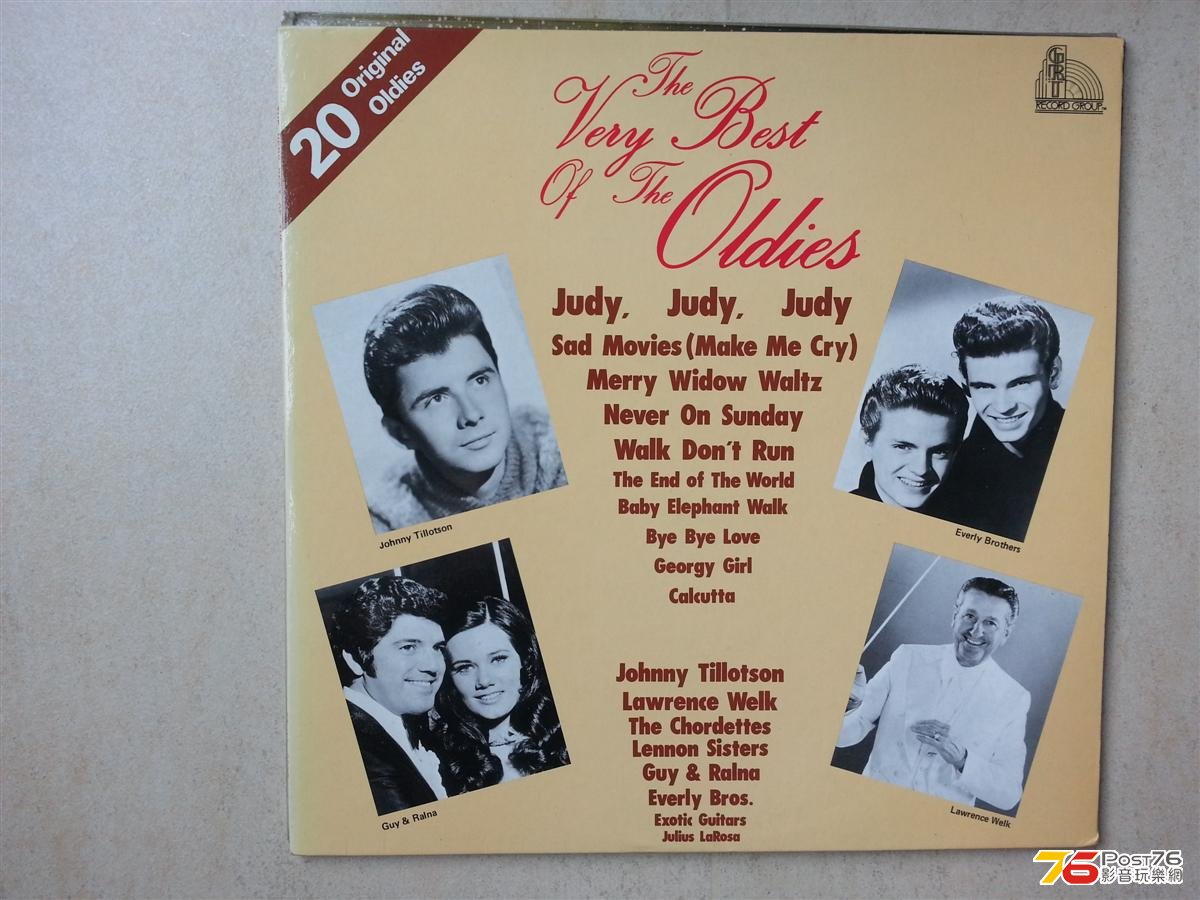 20 Original
Oldies
The
Very Best
Of The Oldies
GRT
RECORD GROUP
Judy, Judy, Judy
Sad Movies (Make Me Cry)
Merry Widow Waltz
Never On Sunday
Walk Don't Run
The End of The World
Baby Elephant Walk
Bye Bye Love
Georgy Girl
Calcutta
Johnny Tillotson
Everly Brothers
Guy & Ralna
Lawrence Welk
Johnny Tillotson
Lawrence Welk
The Chordettes
Lennon Sisters
Guy & Ralna
Everly Bros.
Exotic Guitars
Julius LaRosa
76 POST76
影音玩樂網